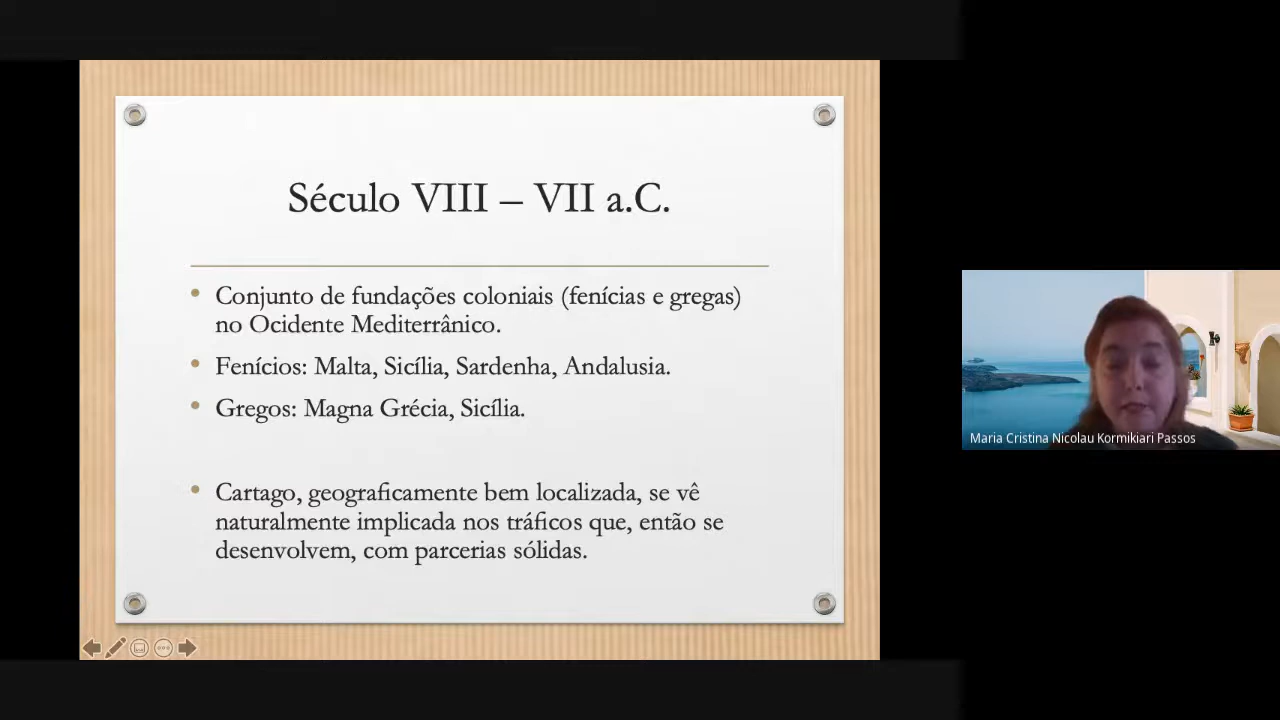 Século VIII – VII a.C.
Conjunto de fundações coloniais (fenícias e gregas)
no Ocidente Mediterrânico.
Fenícios: Malta, Sicília, Sardenha, Andalusia.
Gregos: Magna Grécia, Sicília.
Cartago, geograficamente bem localizada, se vê
naturalmente implicada nos tráficos que, então se
desenvolvem, com parcerias sólidas.
Maria Cristina Nicolau Kormikiari Passos